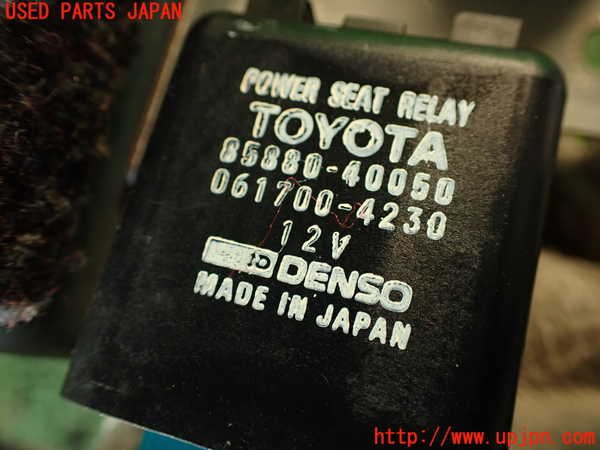 USED PARTS JAPAN
POWER SEAT RELAY
TOYOTA
85880-40050
061700-4230
12V
DENSO
MADE IN JAPAN
http://www.upjpn.com